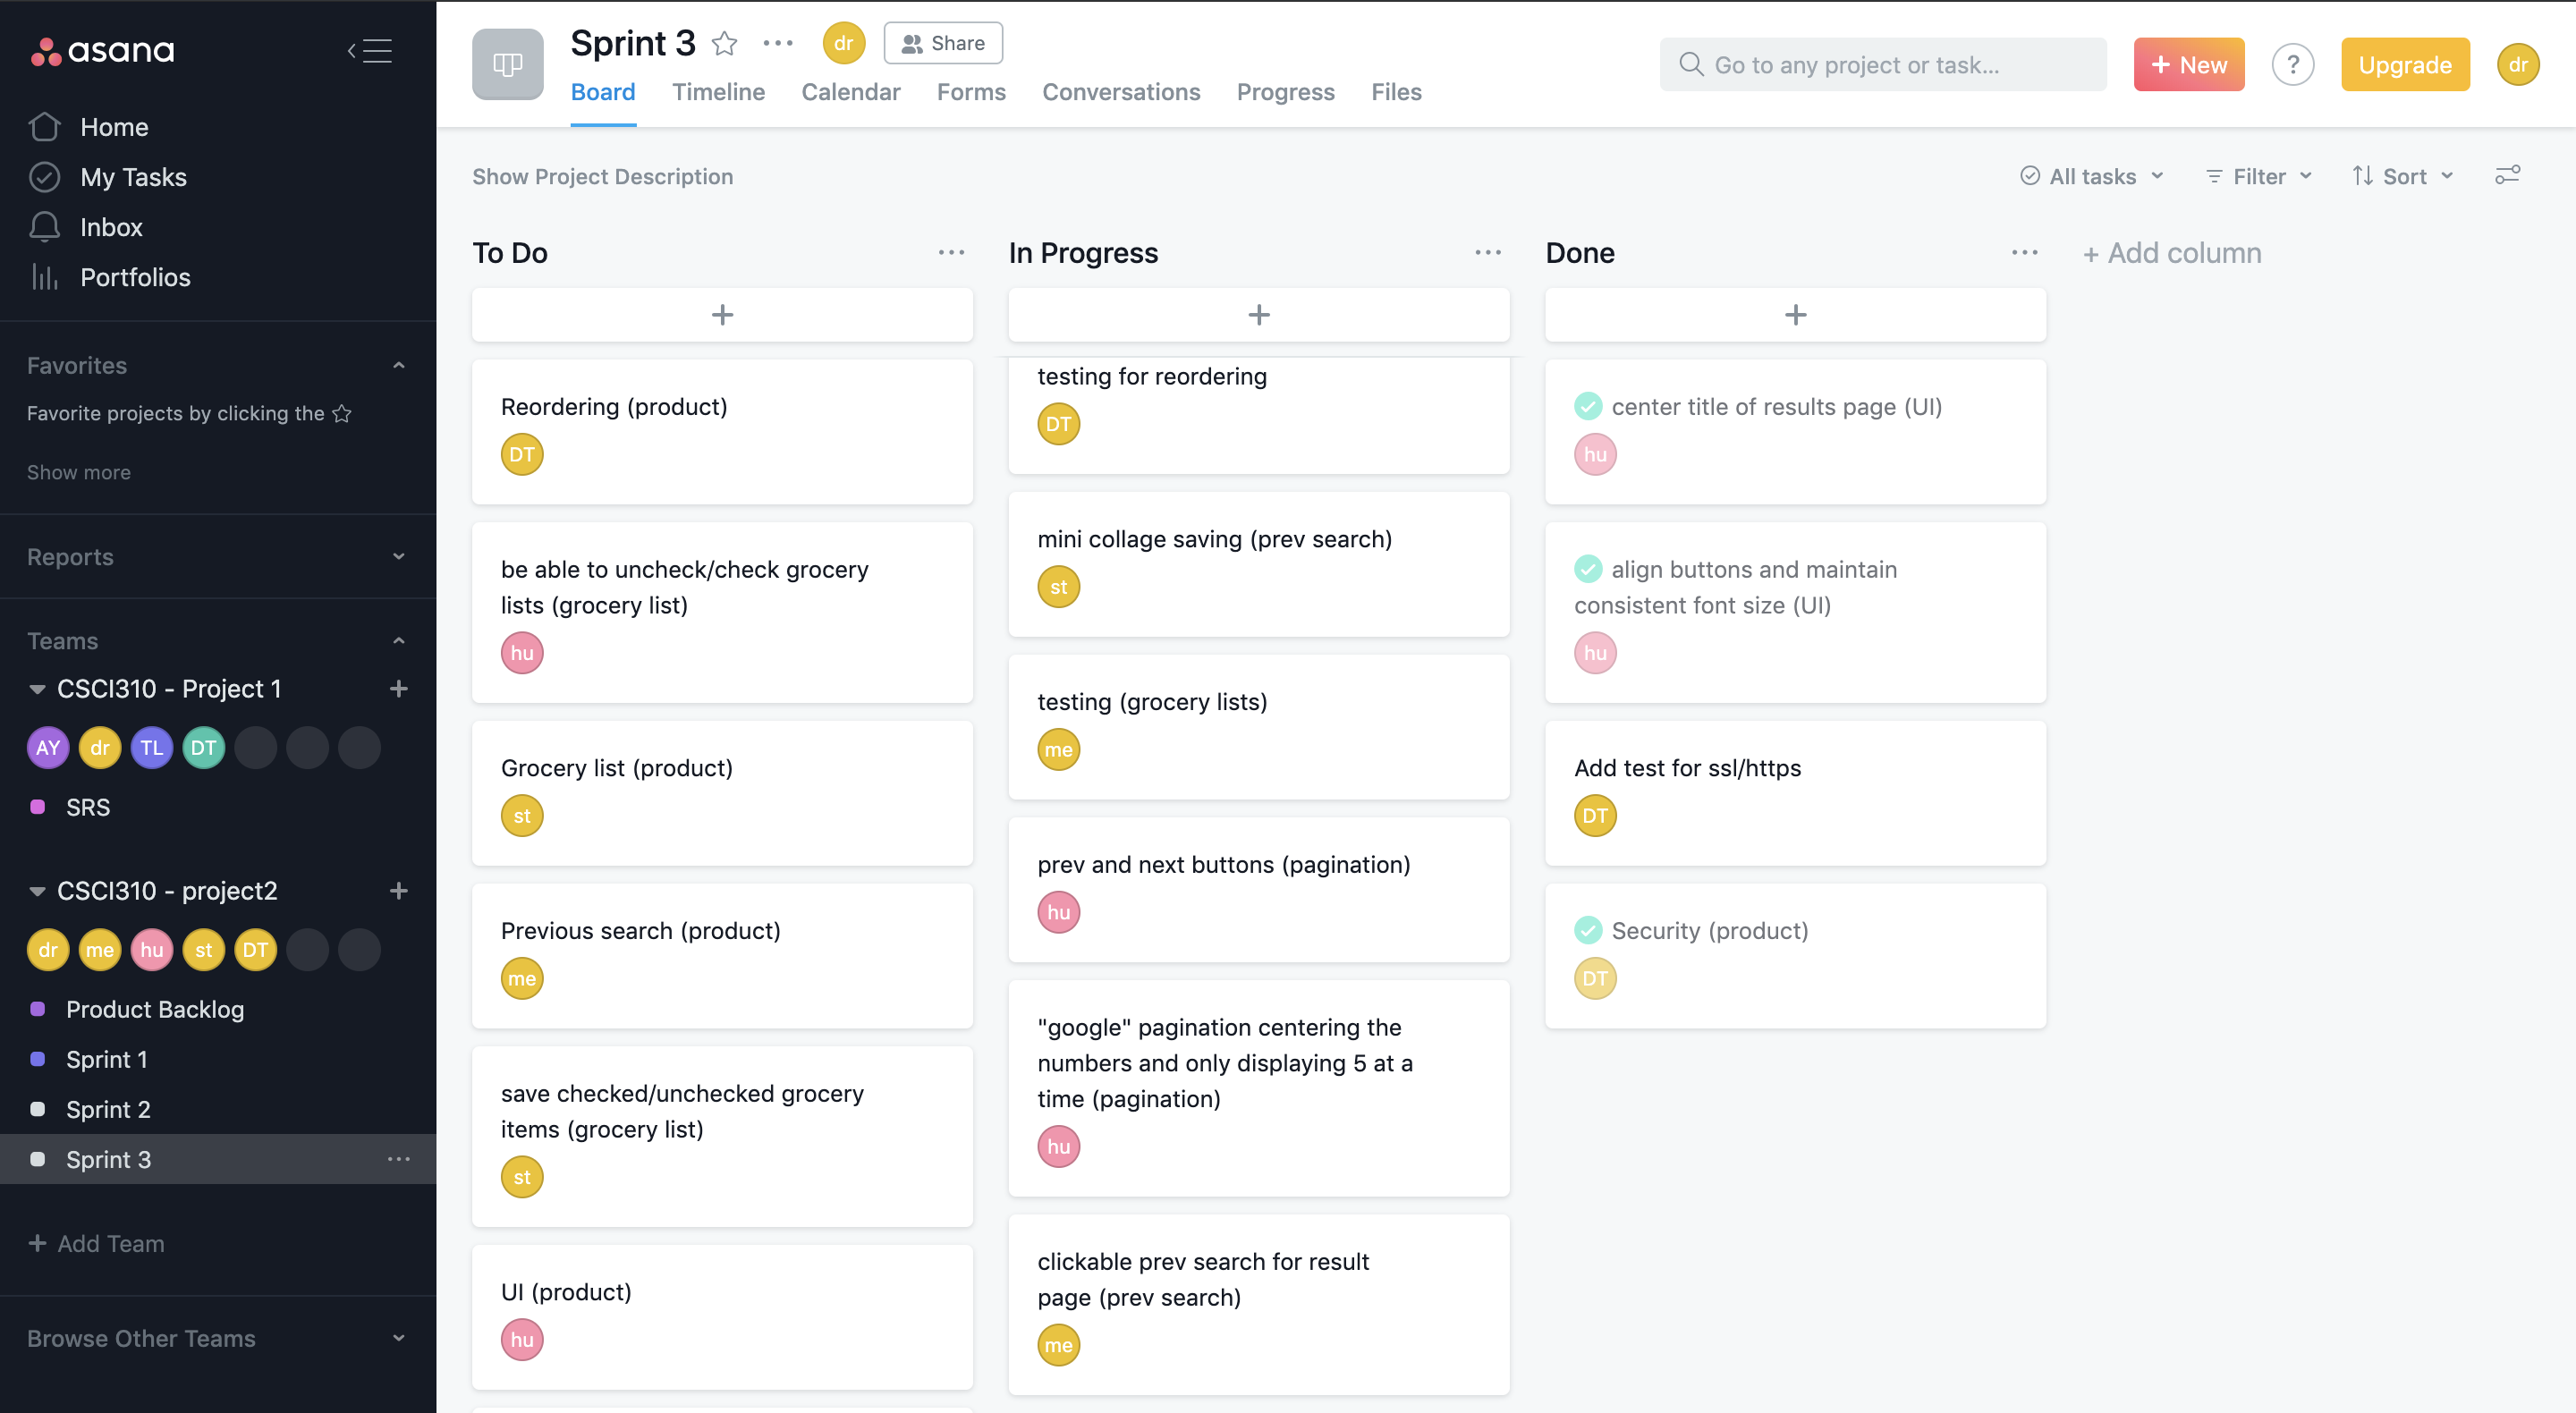 asana
Home
My Tasks
Inbox
Portfolios
Favorites
Favorite projects by clicking the
Show more
Reports
Teams
CSCI310 - Project 1
AY dr TL DT
SRS
CSCI310 - project2
dr me hu st DT
Product Backlog
Sprint 1
Sprint 2
Sprint 3
+ Add Team
Browse Other Teams
Sprint 3
dr
Share
Board Timeline Calendar Forms Conversations Progress Files
Go to any project or task...
+ New
?
Upgrade
dr
Show Project Description
All tasks
Filter
Sort
To Do
+
Reordering (product)
DT
be able to uncheck/check grocery
lists (grocery list)
hu
Grocery list (product)
st
Previous search (product)
me
save checked/unchecked grocery
items (grocery list)
st
UI (product)
hu
In Progress
+
testing for reordering
DT
mini collage saving (prev search)
st
testing (grocery lists)
me
prev and next buttons (pagination)
hu
"google" pagination centering the
numbers and only displaying 5 at a
time (pagination)
hu
clickable prev search for result
page (prev search)
me
Done
+
center title of results page (UI)
hu
align buttons and maintain
consistent font size (UI)
hu
Add test for ssl/https
DT
Security (product)
DT
+ Add column